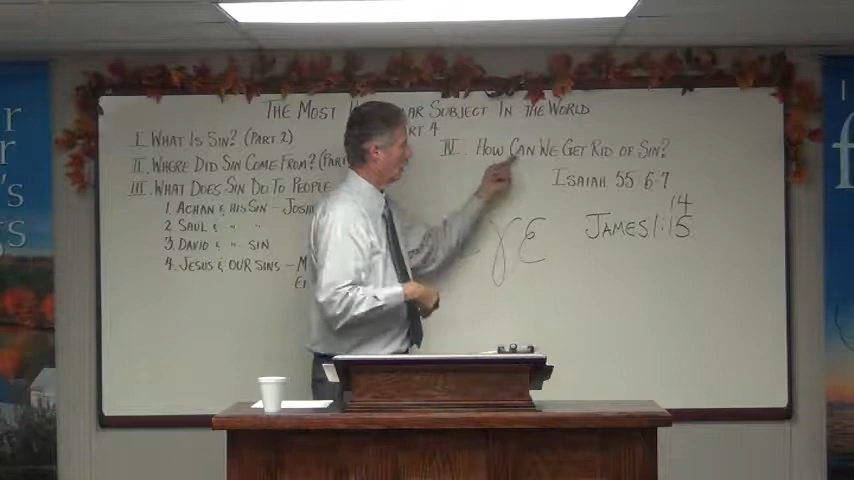 The Most Subject In the World
Part 4
I. What Is Sin? (Part 2)
II. Where Did Sin Come From? (Part
III. What Does Sin Do To People
1. Achan & His Sin – Josh
2. Saul & " "
3. David & " Sin
4. Jesus & Our Sins –
IV. How Can We Get Rid of Sin?
Isaiah 55 6-7
14
James 1:15